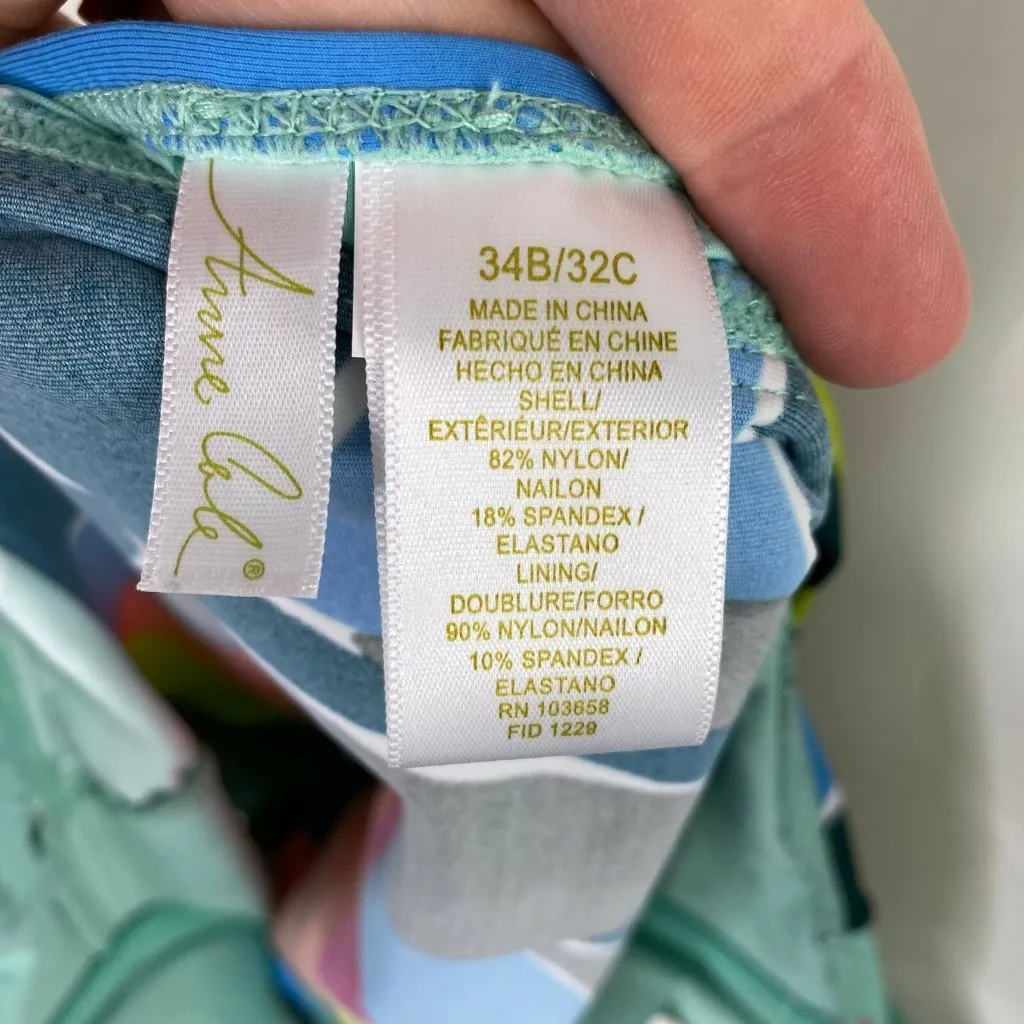 Anne Cole®
34B/32C
MADE IN CHINA
FABRIQUÉ EN CHINE
HECHO EN CHINA
SHELL/
EXTÊRIÉUR/EXTERIOR
82% NYLON/
NAILON
18% SPANDEX /
ELASTANO
LINING/
DOUBLURE/FORRO
90% NYLON/NAILON
10% SPANDEX /
ELASTANO
RN 103658
FID 1229